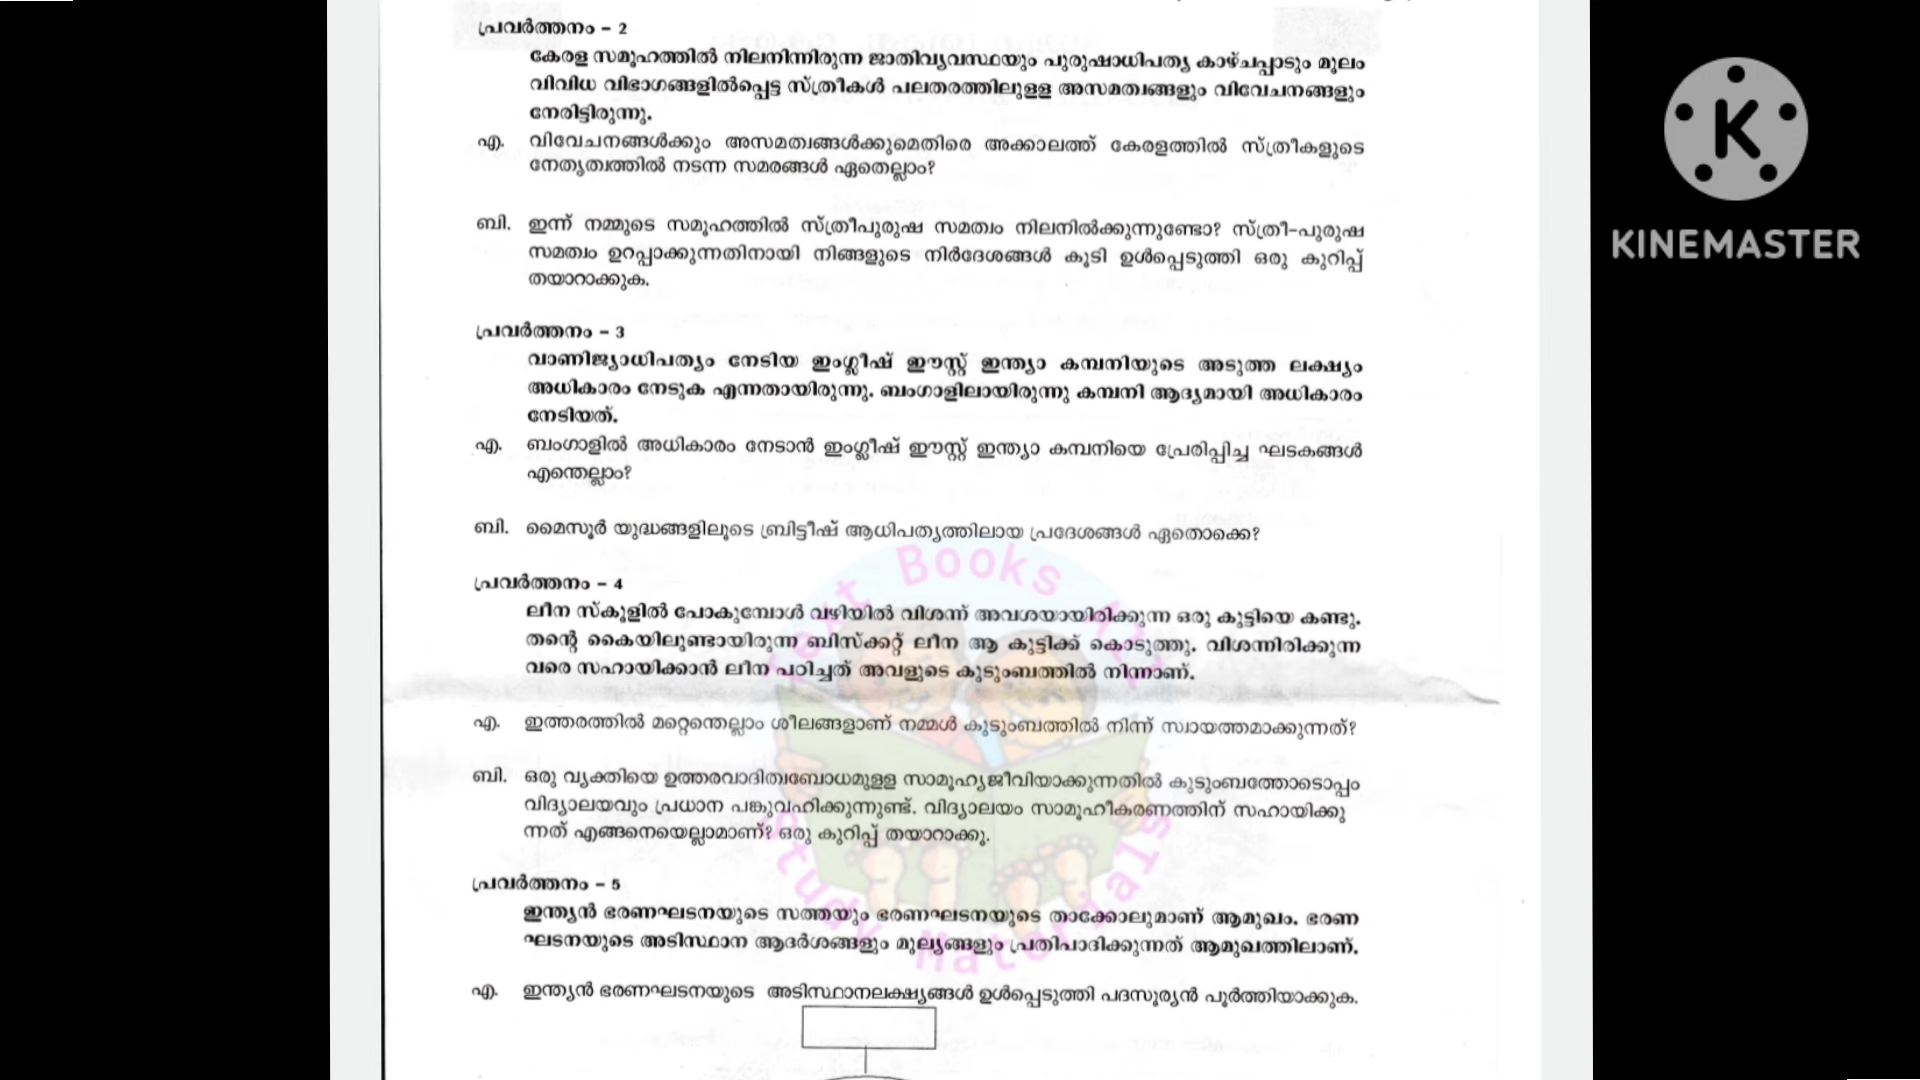 പ്രവർത്തനം - 2
കേരള സമൂഹത്തിൽ നിലനിന്നിരുന്ന ജാതിവ്യവസ്ഥയും പുരുഷാധിപത്യ കാഴ്ചപ്പാടും മൂലം
വിവിധ വിഭാഗങ്ങളിൽപ്പെട്ട സ്ത്രീകൾ പലതരത്തിലുള്ള അസമത്വങ്ങളും വിവേചനങ്ങളും
നേരിട്ടിരുന്നു.
എ. വിവേചനങ്ങൾക്കും അസമത്വങ്ങൾക്കുമെതിരെ അക്കാലത്ത് കേരളത്തിൽ സ്ത്രീകളുടെ
നേതൃത്വത്തിൽ നടന്ന സമരങ്ങൾ ഏതെല്ലാം?
ബി. ഇന്ന് നമ്മുടെ സമൂഹത്തിൽ സ്ത്രീപുരുഷ സമത്വം നിലനിൽക്കുന്നുണ്ടോ? സ്ത്രീ-പുരുഷ
സമത്വം ഉറപ്പാക്കുന്നതിനായി നിങ്ങളുടെ നിർദേശങ്ങൾ കൂടി ഉൾപ്പെടുത്തി ഒരു കുറിപ്പ്
തയാറാക്കുക.
പ്രവർത്തനം - 3
വാണിജ്യാധിപത്യം നേടിയ ഇംഗ്ലീഷ് ഈസ്റ്റ് ഇന്ത്യാ കമ്പനിയുടെ അടുത്ത ലക്ഷ്യം
അധികാരം നേടുക എന്നതായിരുന്നു. ബംഗാളിലായിരുന്നു കമ്പനി ആദ്യമായി അധികാരം
നേടിയത്.
എ. ബംഗാളിൽ അധികാരം നേടാൻ ഇംഗ്ലീഷ് ഈസ്റ്റ് ഇന്ത്യാ കമ്പനിയെ പ്രേരിപ്പിച്ച ഘടകങ്ങൾ
എന്തെല്ലാം?
ബി. മൈസൂർ യുദ്ധങ്ങളിലൂടെ ബ്രിട്ടീഷ് ആധിപത്യത്തിലായ പ്രദേശങ്ങൾ ഏതൊക്കെ?
പ്രവർത്തനം - 4
ലീന സ്കൂളിൽ പോകുമ്പോൾ വഴിയിൽ വിശന്ന് അവശയായിരിക്കുന്ന ഒരു കുട്ടിയെ കണ്ടു.
തന്റെ കൈയിലുണ്ടായിരുന്ന ബിസ്ക്കറ്റ് ലീന ആ കുട്ടിക്ക് കൊടുത്തു. വിശന്നിരിക്കുന്ന
വരെ സഹായിക്കാൻ ലീന പഠിച്ചത് അവളുടെ കുടുംബത്തിൽ നിന്നാണ്.
എ. ഇത്തരത്തിൽ മറ്റെന്തെല്ലാം ശീലങ്ങളാണ് നമ്മൾ കുടുംബത്തിൽ നിന്ന് സ്വായത്തമാക്കുന്നത്?
ബി. ഒരു വ്യക്തിയെ ഉത്തരവാദിത്വബോധമുള്ള സാമൂഹ്യജീവിയാക്കുന്നതിൽ കുടുംബത്തോടൊപ്പം
വിദ്യാലയവും പ്രധാന പങ്കുവഹിക്കുന്നുണ്ട്. വിദ്യാലയം സാമൂഹീകരണത്തിന് സഹായിക്കു
ന്നത് എങ്ങനെയെല്ലാമാണ്? ഒരു കുറിപ്പ് തയാറാക്കൂ.
പ്രവർത്തനം - 5
ഇന്ത്യൻ ഭരണഘടനയുടെ സത്തയും ഭരണഘടനയുടെ താക്കോലുമാണ് ആമുഖം. ഭരണ
ഘടനയുടെ അടിസ്ഥാന ആദർശങ്ങളും മൂല്യങ്ങളും പ്രതിപാദിക്കുന്നത് ആമുഖത്തിലാണ്.
എ. ഇന്ത്യൻ ഭരണഘടനയുടെ അടിസ്ഥാനലക്ഷ്യങ്ങൾ ഉൾപ്പെടുത്തി പദസൂര്യൻ പൂർത്തിയാക്കുക.
Text Books And
Study Materials
K
KINEMASTER